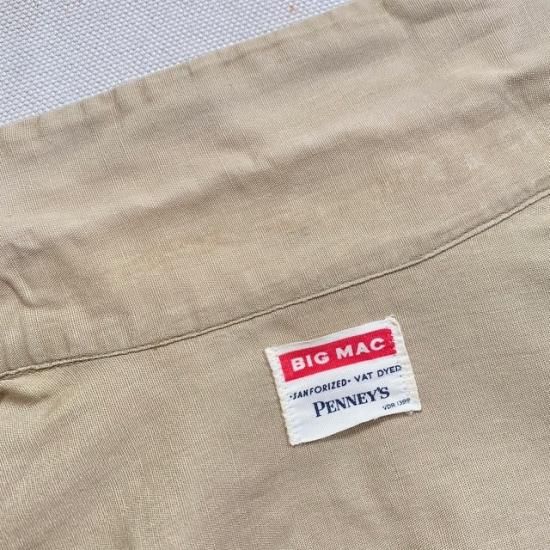 BIG MAC
•SANFORIZED• VAT DYED
PENNEY'S